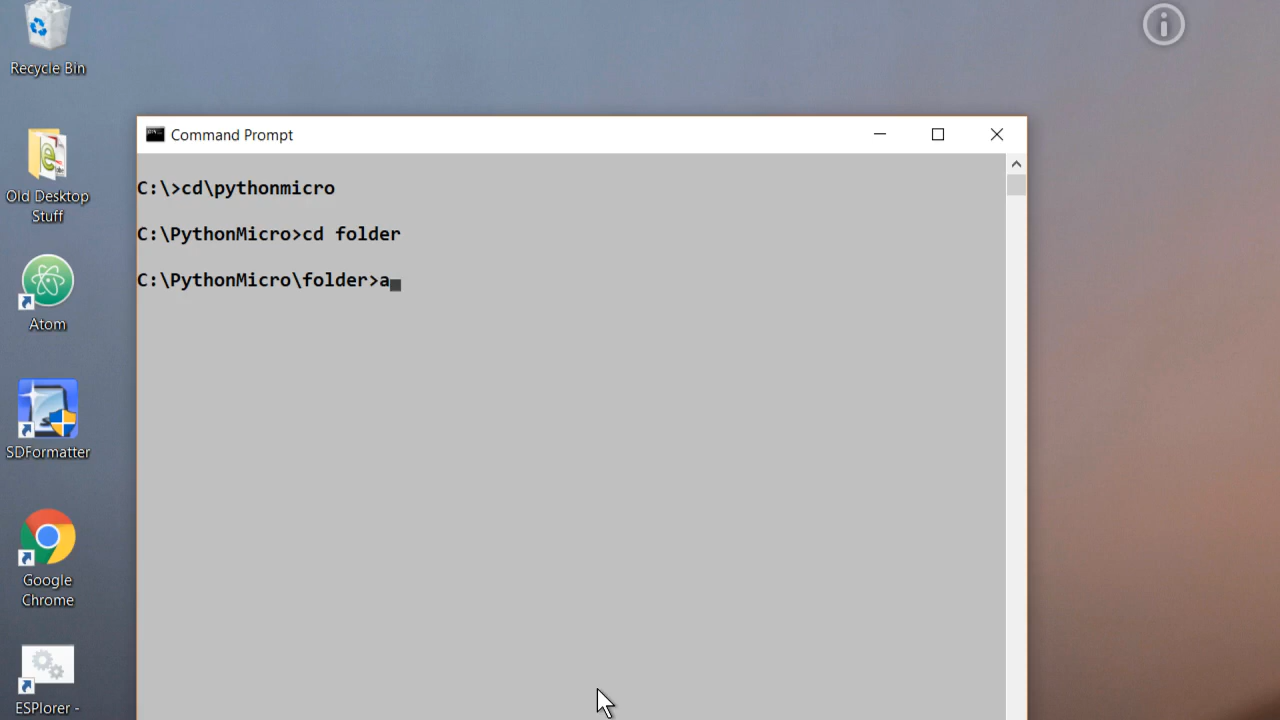 Recycle Bin
Old Desktop
Stuff
Atom
SDFormatter
Google
Chrome
ESPlorer -
Command Prompt
C:\>cd\pythonmicro
C:\PythonMicro>cd folder
C:\PythonMicro\folder>a